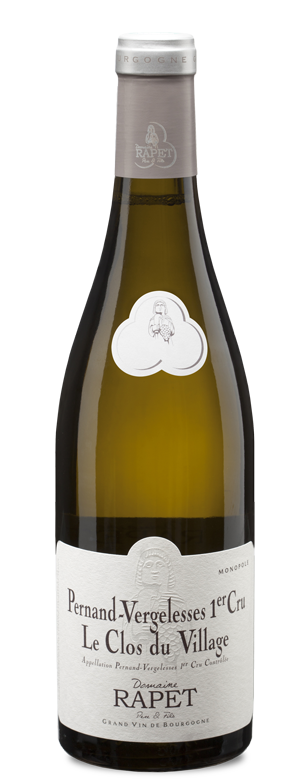 BOURGOGNE
RAPET
MONOPOLE
Pernand-Vergelesses 1er Cru
Le Clos du Village
Appellation Pernand-Vergelesses 1er Cru Contrôlée
Domaine
RAPET
Père & Fils
GRAND VIN DE BOURGOGNE